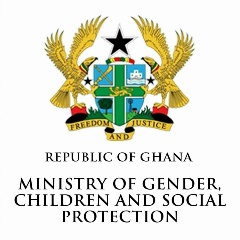 FREEDOM AND JUSTICE
REPUBLIC OF GHANA
MINISTRY OF GENDER,
CHILDREN AND SOCIAL
PROTECTION